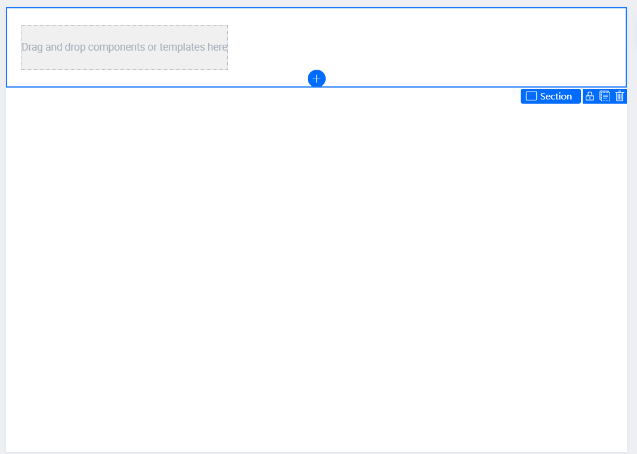 Drag and drop components or templates here
Section